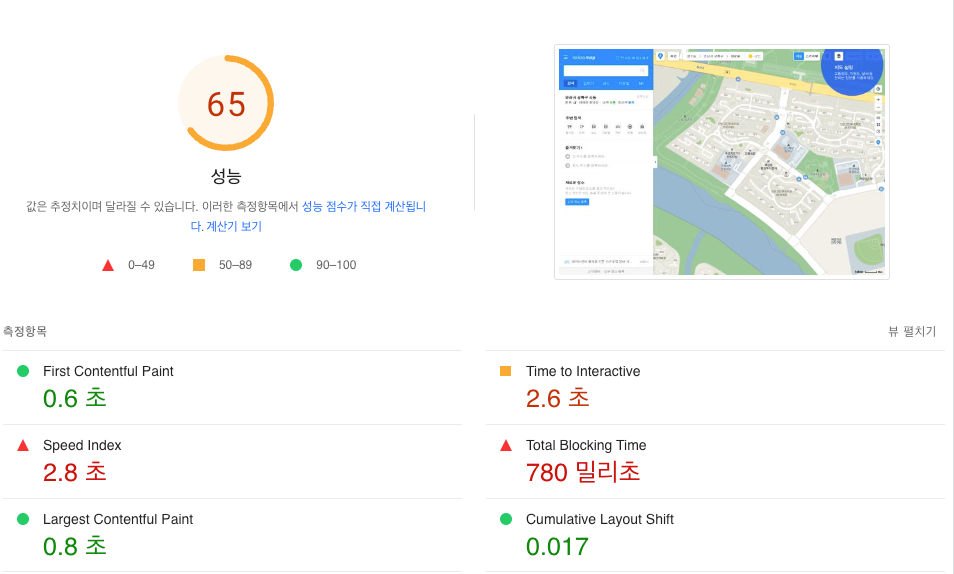 65
성능
값은 추정치이며 달라질 수 있습니다. 이러한 측정항목에서 성능 점수가 직접 계산됩니
다. 계산기 보기
0–49
50–89
90–100
측정항목
뷰 펼치기
First Contentful Paint
0.6 초
Time to Interactive
2.6 초
Speed Index
2.8 초
Total Blocking Time
780 밀리초
Largest Contentful Paint
0.8 초
Cumulative Layout Shift
0.017